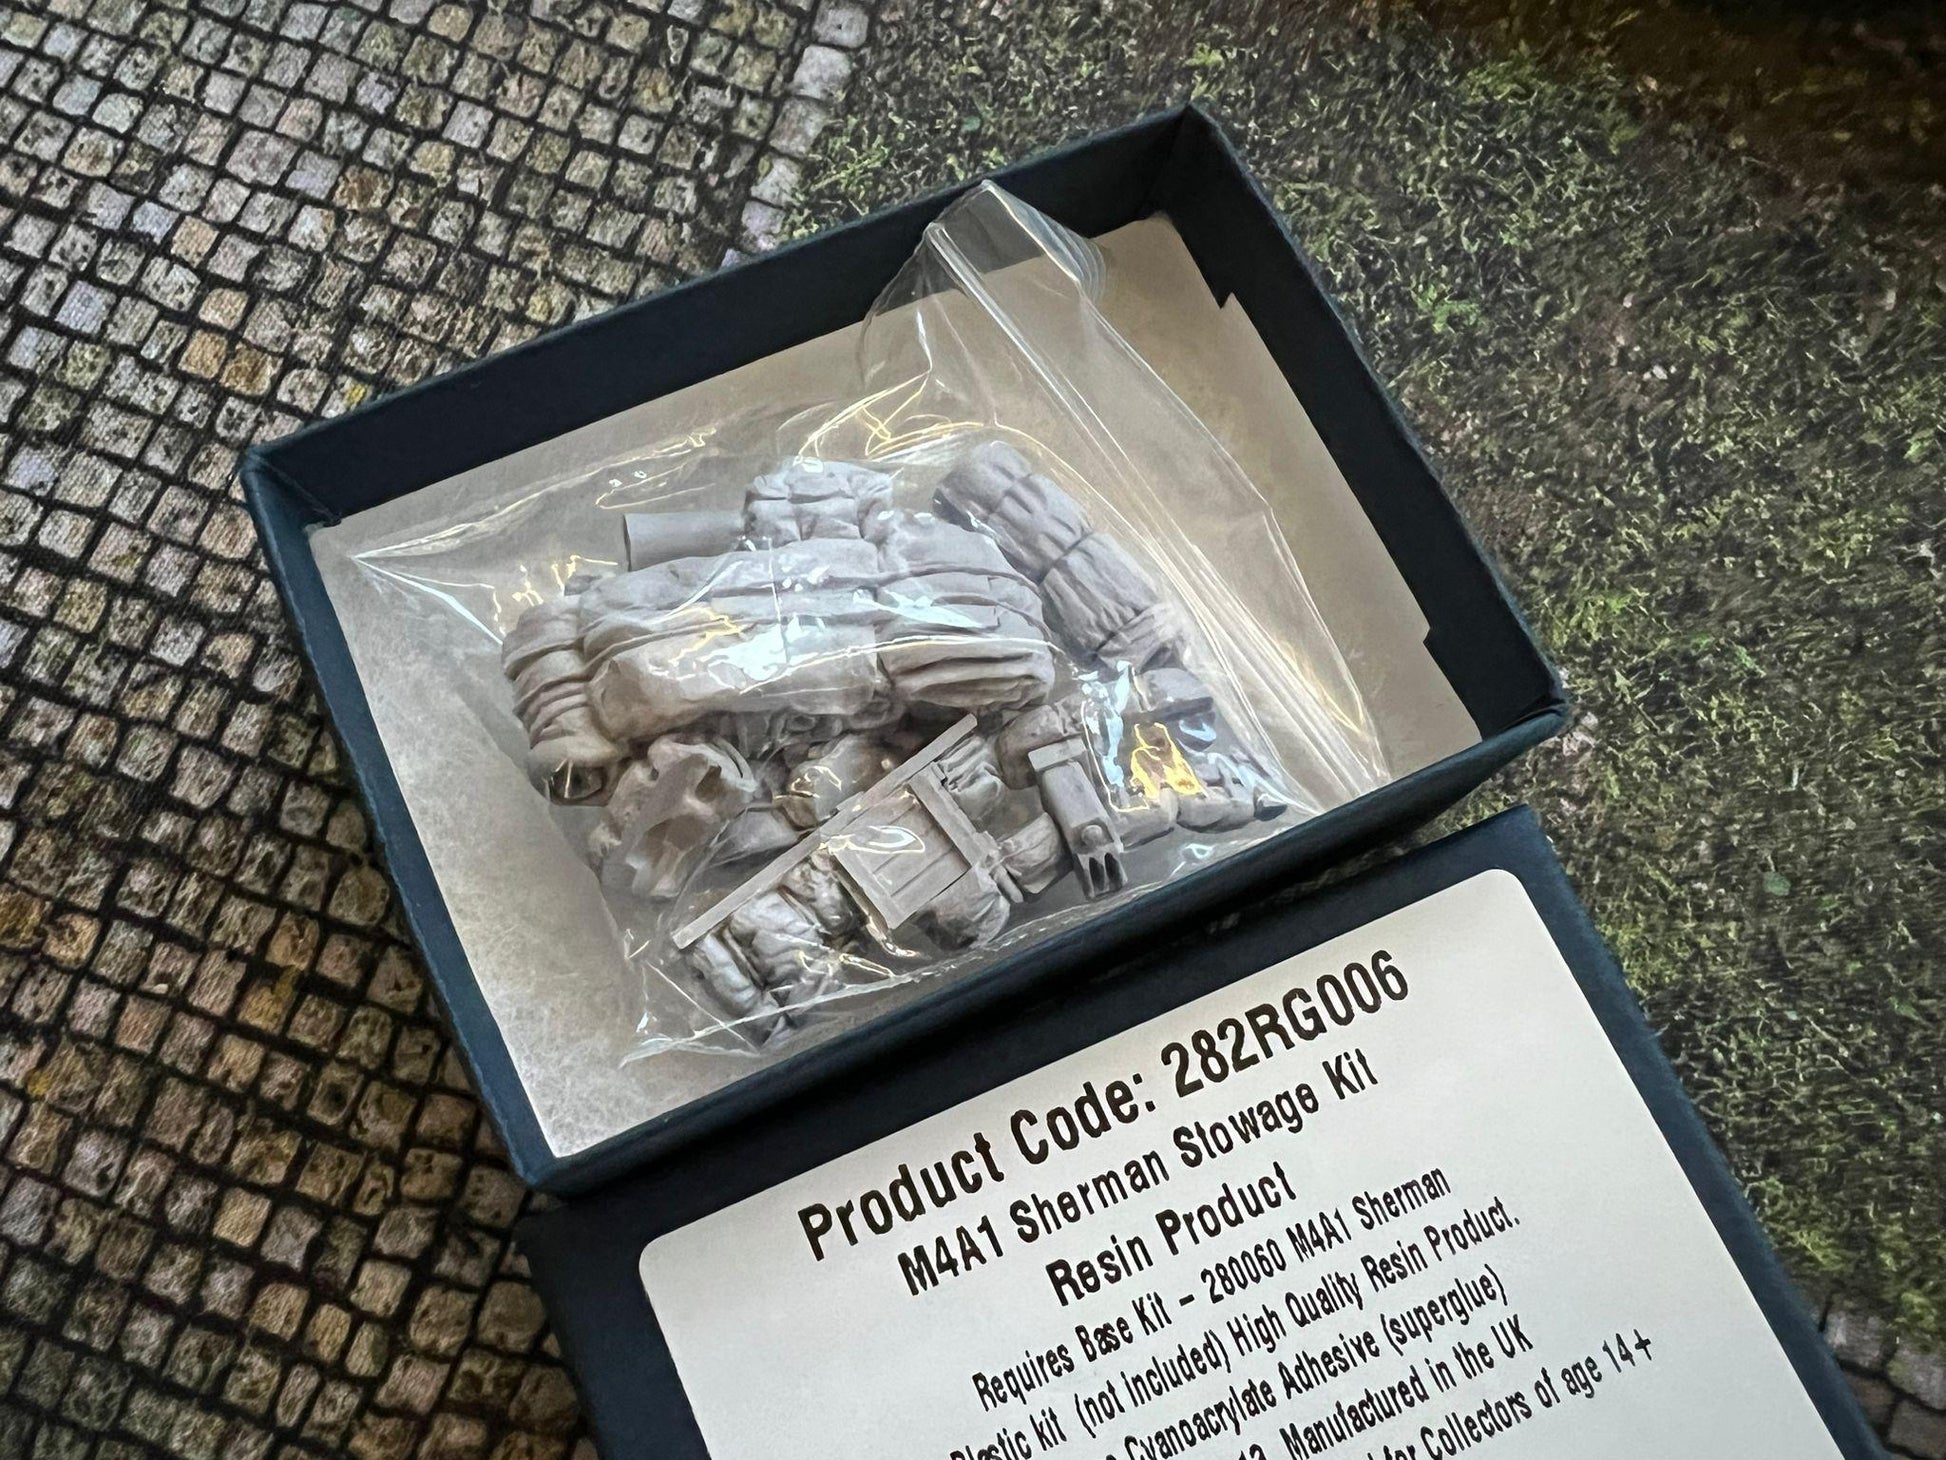 Product Code: 282RG006
M4A1 Sherman Stowage Kit
Resin Product
Requires Base Kit – 280060 M4A1 Sherman
Plastic kit (not included) High Quality Resin Product.
Cyanoacrylate Adhesive (superglue)
Manufactured in the UK
for Collectors of age 14+